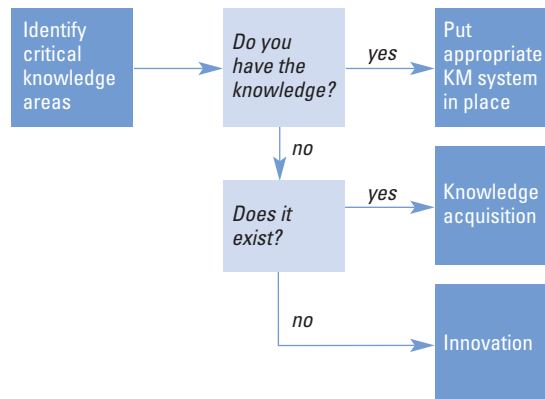 Identify
critical
knowledge
areas
Do you
have the
knowledge?
yes
Put
appropriate
KM system
in place
no
Does it
exist?
yes
Knowledge
acquisition
no
Innovation